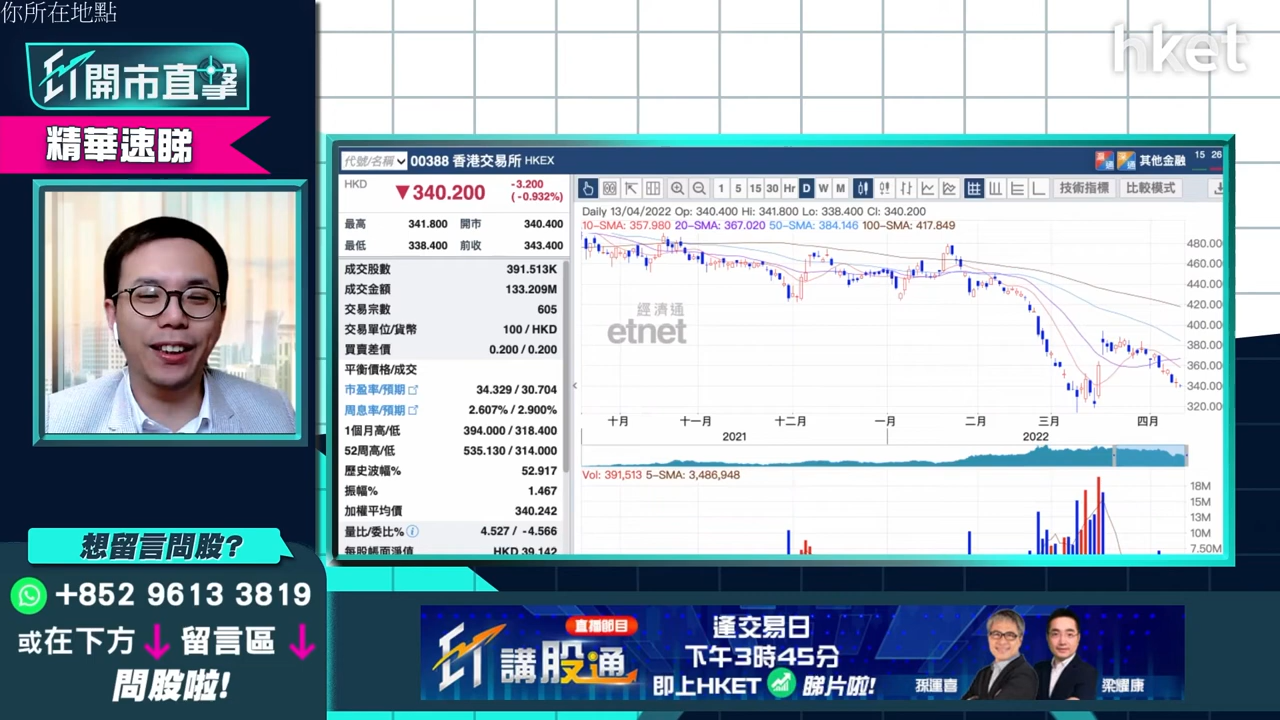 你所在地點
hket
ET開市直擊
精華速睇
代號/名稱 00388 香港交易所 HKEX 其他金融 15 26
HKD ▼340.200 -3.200
(-0.932%)
最高 341.800 開市 340.400
最低 338.400 前收 343.400
成交股數 391.513K
成交金額 133.209M
交易宗數 605
交易單位/貨幣 100 / HKD
買賣差價 0.200 / 0.200
平衡價格/成交
市盈率/預期 34.329 / 30.704
周息率/預期 2.607% / 2.900%
1個月高/低 394.000 / 318.400
52周高/低 535.130 / 314.000
歷史波幅% 52.917
振幅% 1.467
加權平均價 340.242
量比/委比% 4.527 / -4.566
每股帳面淨值 HKD 39.142
1 5 15 30 Hr D W M 技術指標 比較模式
Daily 13/04/2022 Op: 340.400 Hi: 341.800 Lo: 338.400 Cl: 340.200
10-SMA: 357.980 20-SMA: 367.020 50-SMA: 384.146 100-SMA: 417.849
480.00
460.00
440.00
420.00
400.00
380.00
360.00
340.00
320.00
經濟通
etnet
十月 十一月 十二月 一月 二月 三月 四月
2021 2022
Vol: 391,513 5-SMA: 3,486,948
18M
15M
13M
10M
7.50M
想留言問股?
+852 9613 3819
或在下方↓留言區↓
問股啦!
ET講股通
直播節目
逢交易日
下午3時45分
即上HKET睇片啦!
孫運喜 梁耀康